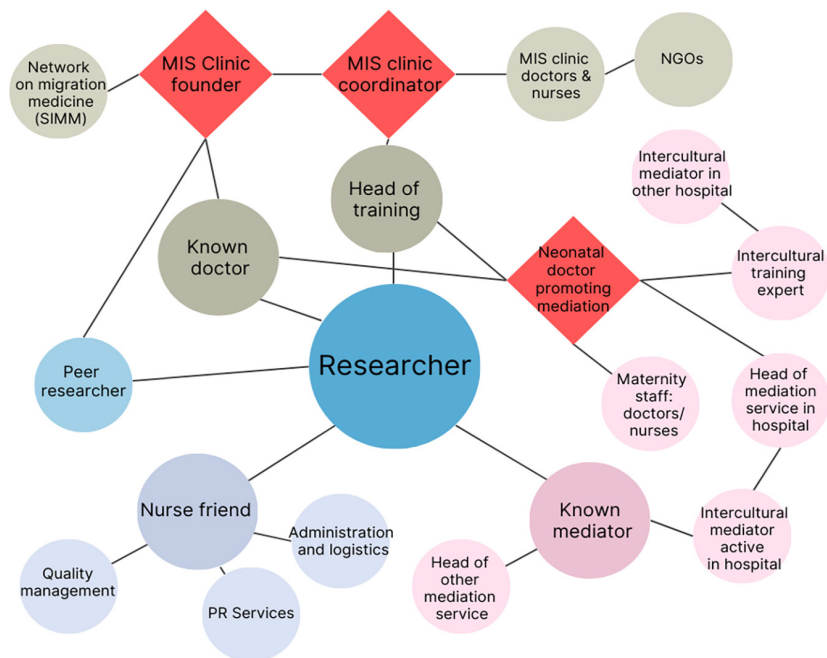 Network
on migration
medicine
(SIMM)
MIS Clinic
founder
MIS clinic
coordinator
MIS clinic
doctors &
nurses
NGOs
Intercultural
mediator in
other hospital
Head of
training
Known
doctor
Neonatal
doctor
promoting
mediation
Intercultural
training
expert
Researcher
Peer
researcher
Maternity
staff:
doctors/
nurses
Head of
mediation
service in
hospital
Nurse friend
Administration
and logistics
Known
mediator
Intercultural
mediator
active
in hospital
Quality
management
PR Services
Head of
other
mediation
service